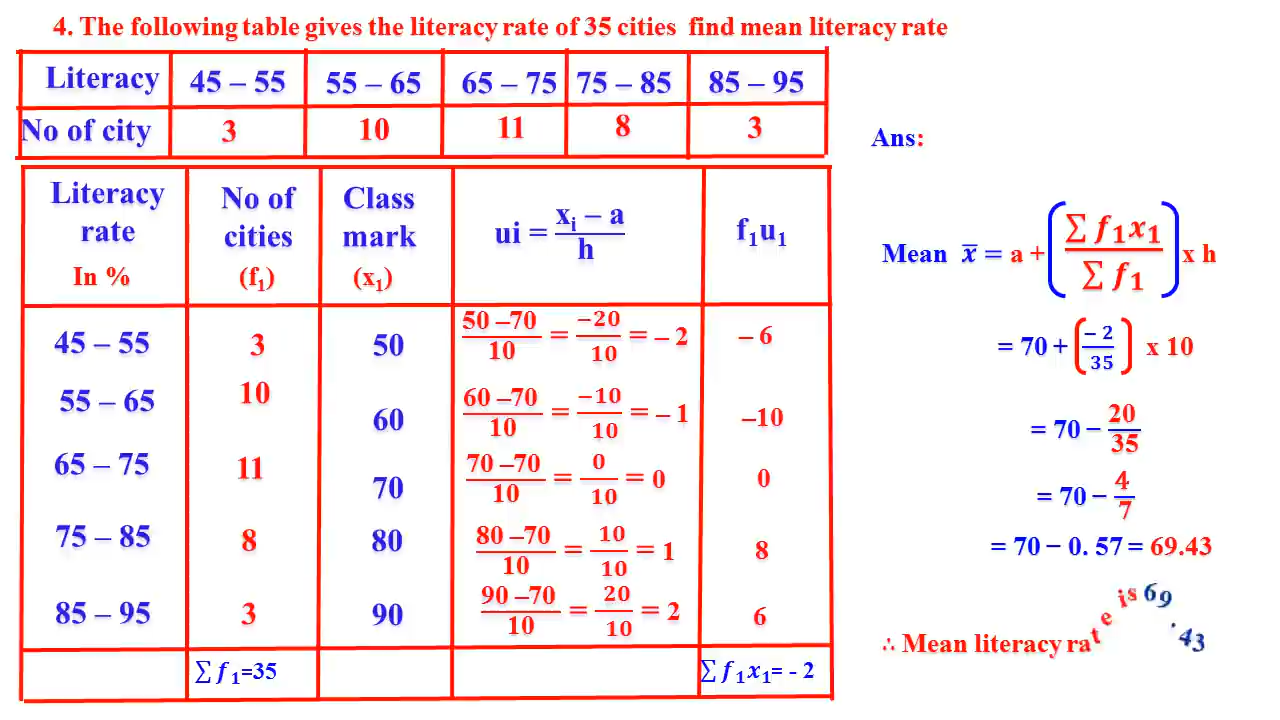 4. The following table gives the literacy rate of 35 cities find mean literacy rate
Literacy 45 – 55 55 – 65 65 – 75 75 – 85 85 – 95
No of city 3 10 11 8 3
Ans:
Literacy rate In % No of cities (f₁) Class mark (x₁) ui = (xᵢ – a)/h f₁u₁
45 – 55 3 50 (50 –70)/10 = (−20)/10 = – 2 – 6
55 – 65 10 60 (60 –70)/10 = (−10)/10 = – 1 –10
65 – 75 11 70 (70 –70)/10 = 0/10 = 0 0
75 – 85 8 80 (80 –70)/10 = 10/10 = 1 8
85 – 95 3 90 (90 –70)/10 = 20/10 = 2 6
∑ f₁=35 ∑ f₁x₁= - 2
Mean x̅ = a + (∑ f₁x₁ / ∑ f₁) x h
= 70 + (− 2/35) x 10
= 70 − 20/35
= 70 − 4/7
= 70 − 0. 57 = 69.43
∴ Mean literacy rate is 69.43